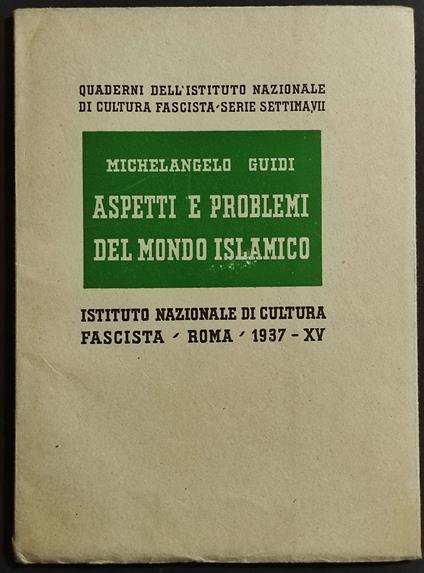 QUADERNI DELL'ISTITUTO NAZIONALE
DI CULTURA FASCISTA-SERIE SETTIMA,VII
MICHELANGELO GUIDI
ASPETTI E PROBLEMI
DEL MONDO ISLAMICO
ISTITUTO NAZIONALE DI CULTURA
FASCISTA - ROMA - 1937 - XV